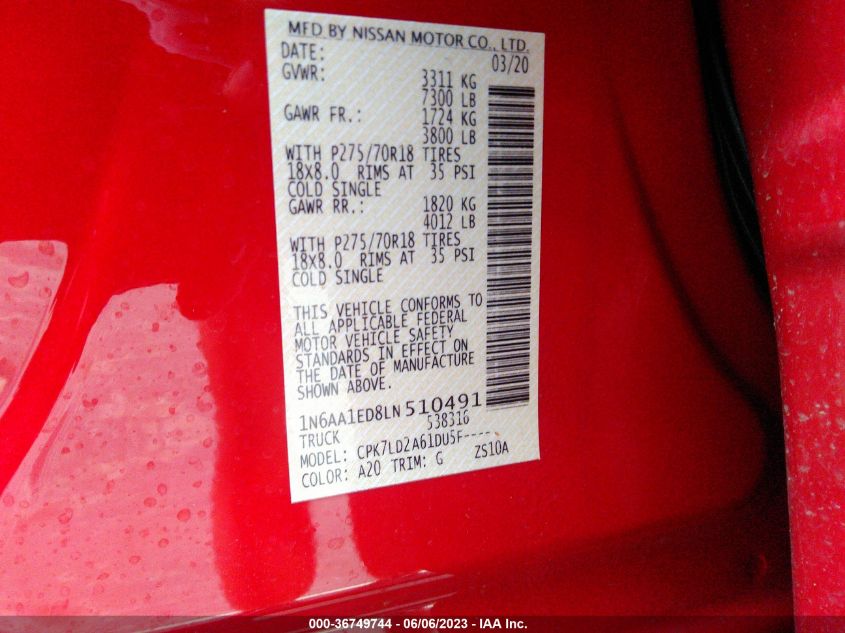 MFD BY NISSAN MOTOR CO., LTD.
DATE: 03/20
GVWR: 3311 KG
7300 LB
GAWR FR.: 1724 KG
3800 LB
WITH P275/70R18 TIRES
18X8.0 RIMS AT 35 PSI
COLD SINGLE
GAWR RR.: 1820 KG
4012 LB
WITH P275/70R18 TIRES
18X8.0 RIMS AT 35 PSI
COLD SINGLE
THIS VEHICLE CONFORMS TO
ALL APPLICABLE FEDERAL
MOTOR VEHICLE SAFETY
STANDARDS IN EFFECT ON
THE DATE OF MANUFACTURE
SHOWN ABOVE.
1N6AA1ED8LN510491
TRUCK 538316
MODEL: CPK7LD2A61DU5F----
COLOR: A20 TRIM: G ZS10A
000-36749744 - 06/06/2023 - IAA Inc.